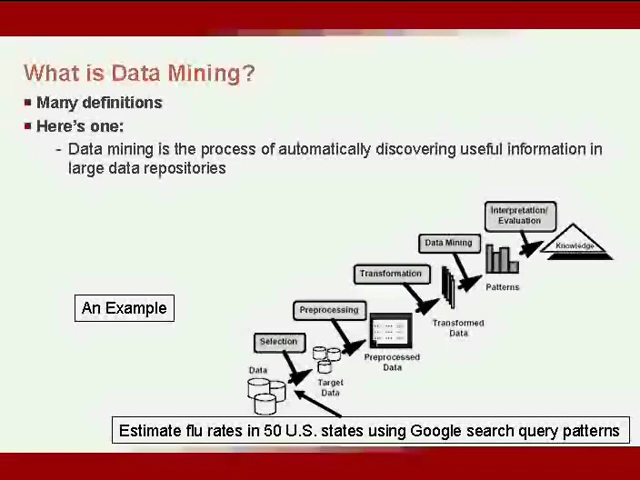 What is Data Mining?
▪ Many definitions
▪ Here's one:
- Data mining is the process of automatically discovering useful information in
large data repositories
Interpretation/
Evaluation
Data Mining
Knowledge
Transformation
Patterns
An Example
Preprocessing
Transformed
Data
Selection
Preprocessed
Data
Data
Target
Data
Estimate flu rates in 50 U.S. states using Google search query patterns